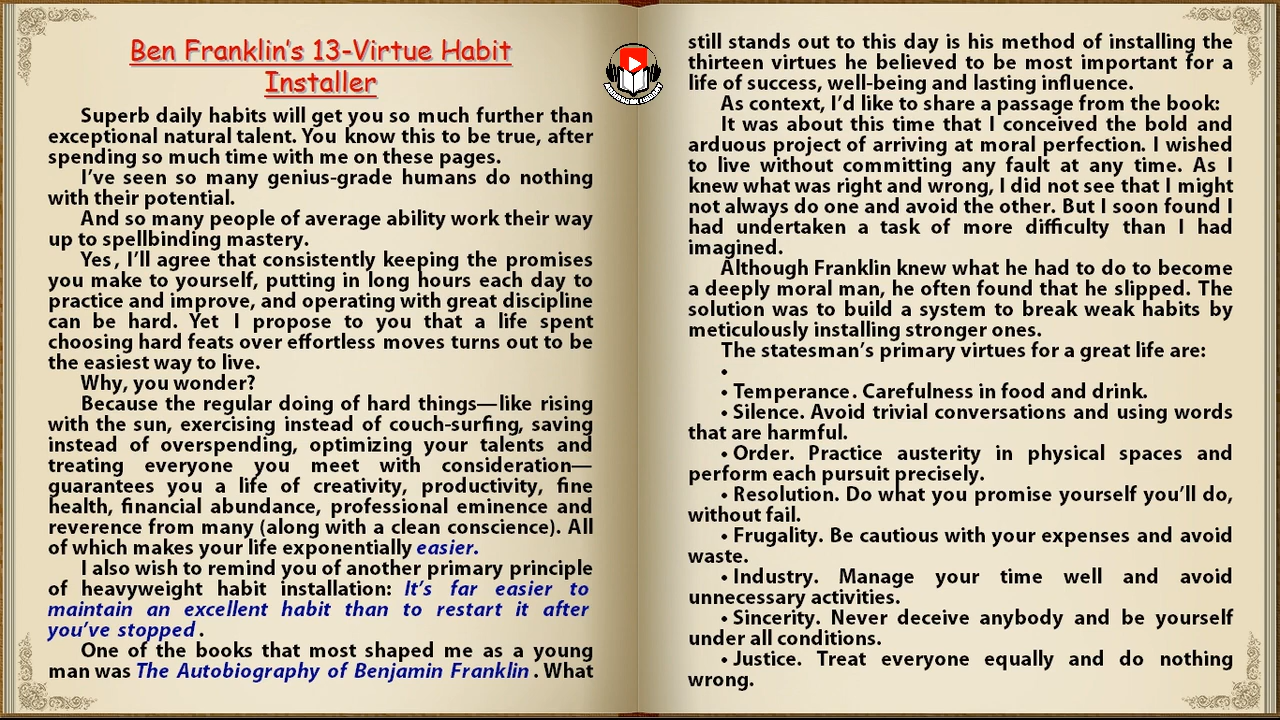 Ben Franklin's 13-Virtue Habit
Installer
Superb daily habits will get you so much further than
exceptional natural talent. You know this to be true, after
spending so much time with me on these pages.
I've seen so many genius-grade humans do nothing
with their potential.
And so many people of average ability work their way
up to spellbinding mastery.
Yes, I'll agree that consistently keeping the promises
you make to yourself, putting in long hours each day to
practice and improve, and operating with great discipline
can be hard. Yet I propose to you that a life spent
choosing hard feats over effortless moves turns out to be
the easiest way to live.
Why, you wonder?
Because the regular doing of hard things—like rising
with the sun, exercising instead of couch-surfing, saving
instead of overspending, optimizing your talents and
treating everyone you meet with consideration—
guarantees you a life of creativity, productivity, fine
health, financial abundance, professional eminence and
reverence from many (along with a clean conscience). All
of which makes your life exponentially easier.
I also wish to remind you of another primary principle
of heavyweight habit installation: It's far easier to
maintain an excellent habit than to restart it after
you've stopped .
One of the books that most shaped me as a young
man was The Autobiography of Benjamin Franklin . What
still stands out to this day is his method of installing the
thirteen virtues he believed to be most important for a
life of success, well-being and lasting influence.
As context, I'd like to share a passage from the book:
It was about this time that I conceived the bold and
arduous project of arriving at moral perfection. I wished
to live without committing any fault at any time. As I
knew what was right and wrong, I did not see that I might
not always do one and avoid the other. But I soon found I
had undertaken a task of more difficulty than I had
imagined.
Although Franklin knew what he had to do to become
a deeply moral man, he often found that he slipped. The
solution was to build a system to break weak habits by
meticulously installing stronger ones.
The statesman's primary virtues for a great life are:
•
• Temperance. Carefulness in food and drink.
• Silence. Avoid trivial conversations and using words
that are harmful.
• Order. Practice austerity in physical spaces and
perform each pursuit precisely.
• Resolution. Do what you promise yourself you'll do,
without fail.
• Frugality. Be cautious with your expenses and avoid
waste.
• Industry. Manage your time well and avoid
unnecessary activities.
• Sincerity. Never deceive anybody and be yourself
under all conditions.
• Justice. Treat everyone equally and do nothing
wrong.